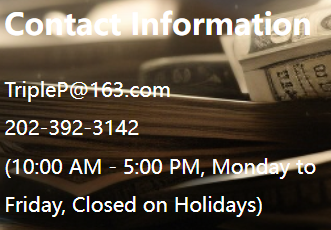 Contact Information
TripleP@163.com
202-392-3142
(10:00 AM - 5:00 PM, Monday to
Friday, Closed on Holidays)